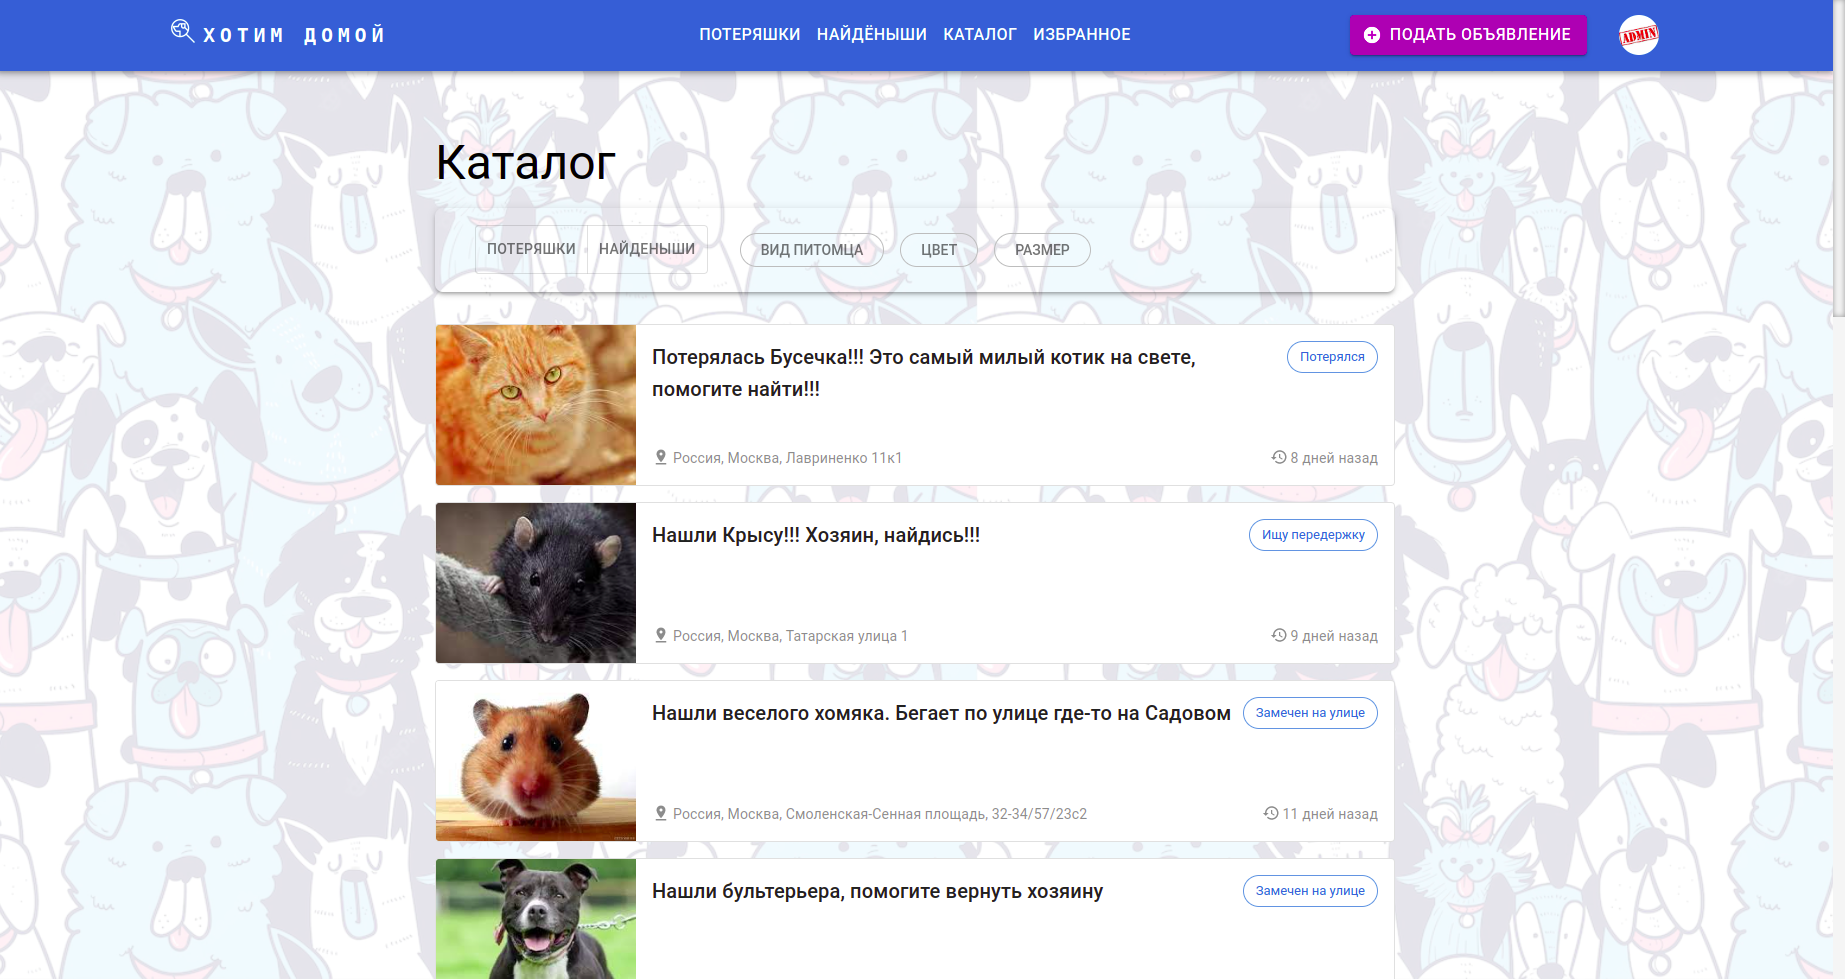 ХОТИМ ДОМОЙ
ПОТЕРЯШКИ НАЙДЁНЫШИ КАТАЛОГ ИЗБРАННОЕ
ПОДАТЬ ОБЪЯВЛЕНИЕ
ADMIN
Каталог
ПОТЕРЯШКИ НАЙДЕНЫШИ ВИД ПИТОМЦА ЦВЕТ РАЗМЕР
Потерялась Бусечка!!! Это самый милый котик на свете,
помогите найти!!!
Потерялся
Россия, Москва, Лавриненко 11к1
8 дней назад
Нашли Крысу!!! Хозяин, найдись!!!
Ищу передержку
Россия, Москва, Татарская улица 1
9 дней назад
Нашли веселого хомяка. Бегает по улице где-то на Садовом
Замечен на улице
Россия, Москва, Смоленская-Сенная площадь, 32-34/57/23с2
11 дней назад
Нашли бультерьера, помогите вернуть хозяину
Замечен на улице